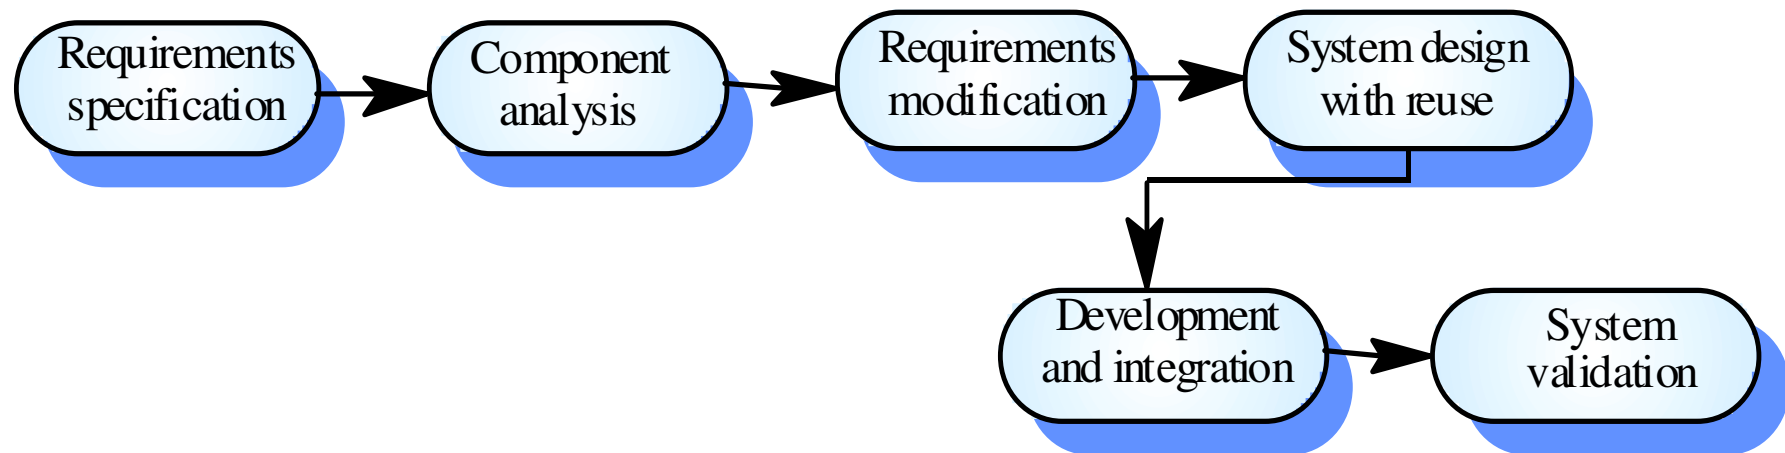 Requirements
specification
Component
analysis
Requirements
modification
System design
with reuse
Development
and integration
System
validation